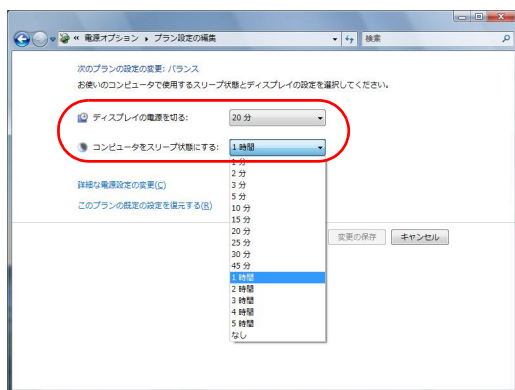 « 電源オプション ▸ プラン設定の編集
検索
次のプランの設定の変更: バランス
お使いのコンピュータで使用するスリープ状態とディスプレイの設定を選択してください。
ディスプレイの電源を切る: 20 分
コンピュータをスリープ状態にする: 1 時間
1 分
2 分
3 分
5 分
10 分
15 分
20 分
25 分
30 分
45 分
1 時間
2 時間
3 時間
4 時間
5 時間
なし
詳細な電源設定の変更(C)
このプランの既定の設定を復元する(R)
変更の保存 キャンセル